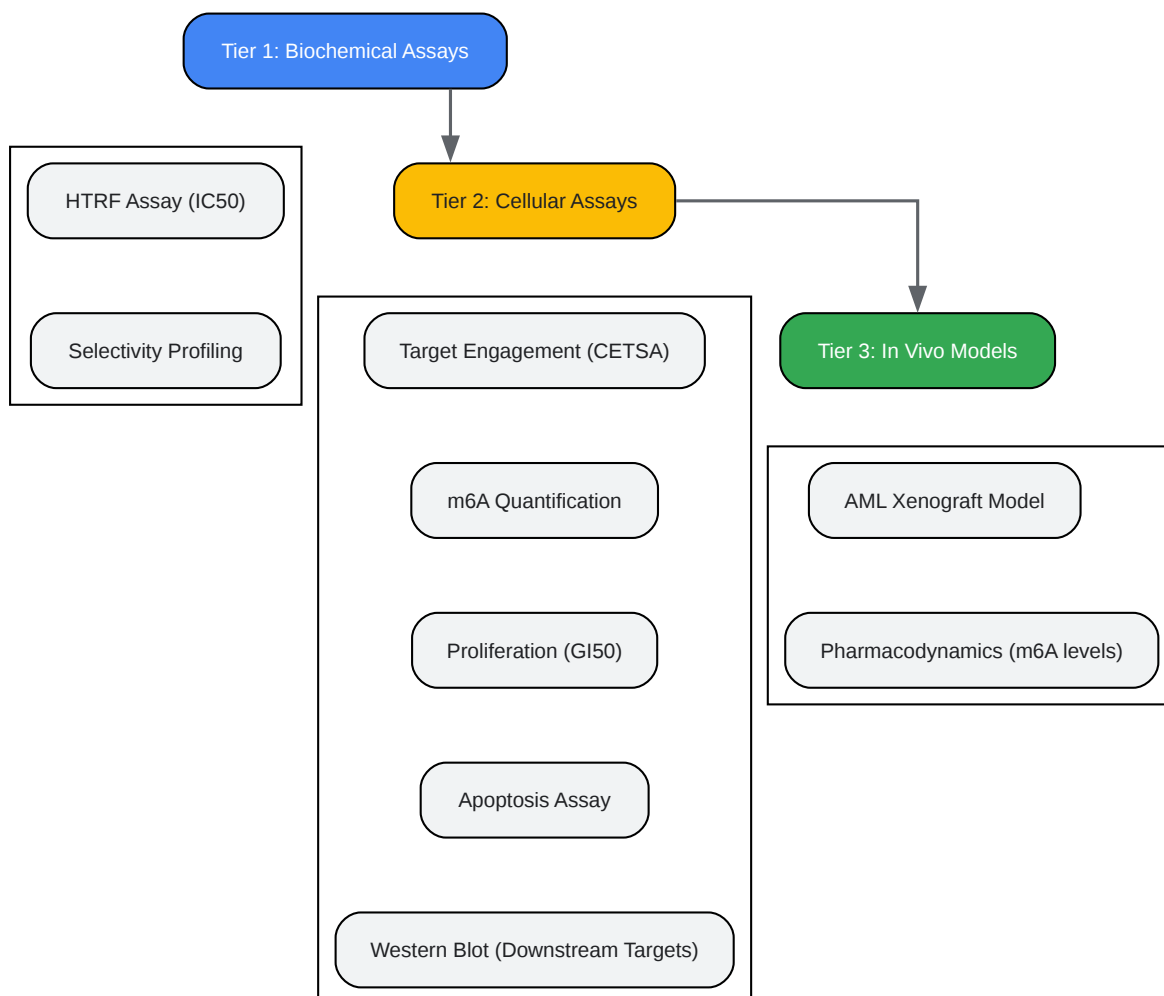 Tier 1: Biochemical Assays
HTRF Assay (IC50)
Selectivity Profiling
Tier 2: Cellular Assays
Target Engagement (CETSA)
m6A Quantification
Proliferation (GI50)
Apoptosis Assay
Western Blot (Downstream Targets)
Tier 3: In Vivo Models
AML Xenograft Model
Pharmacodynamics (m6A levels)